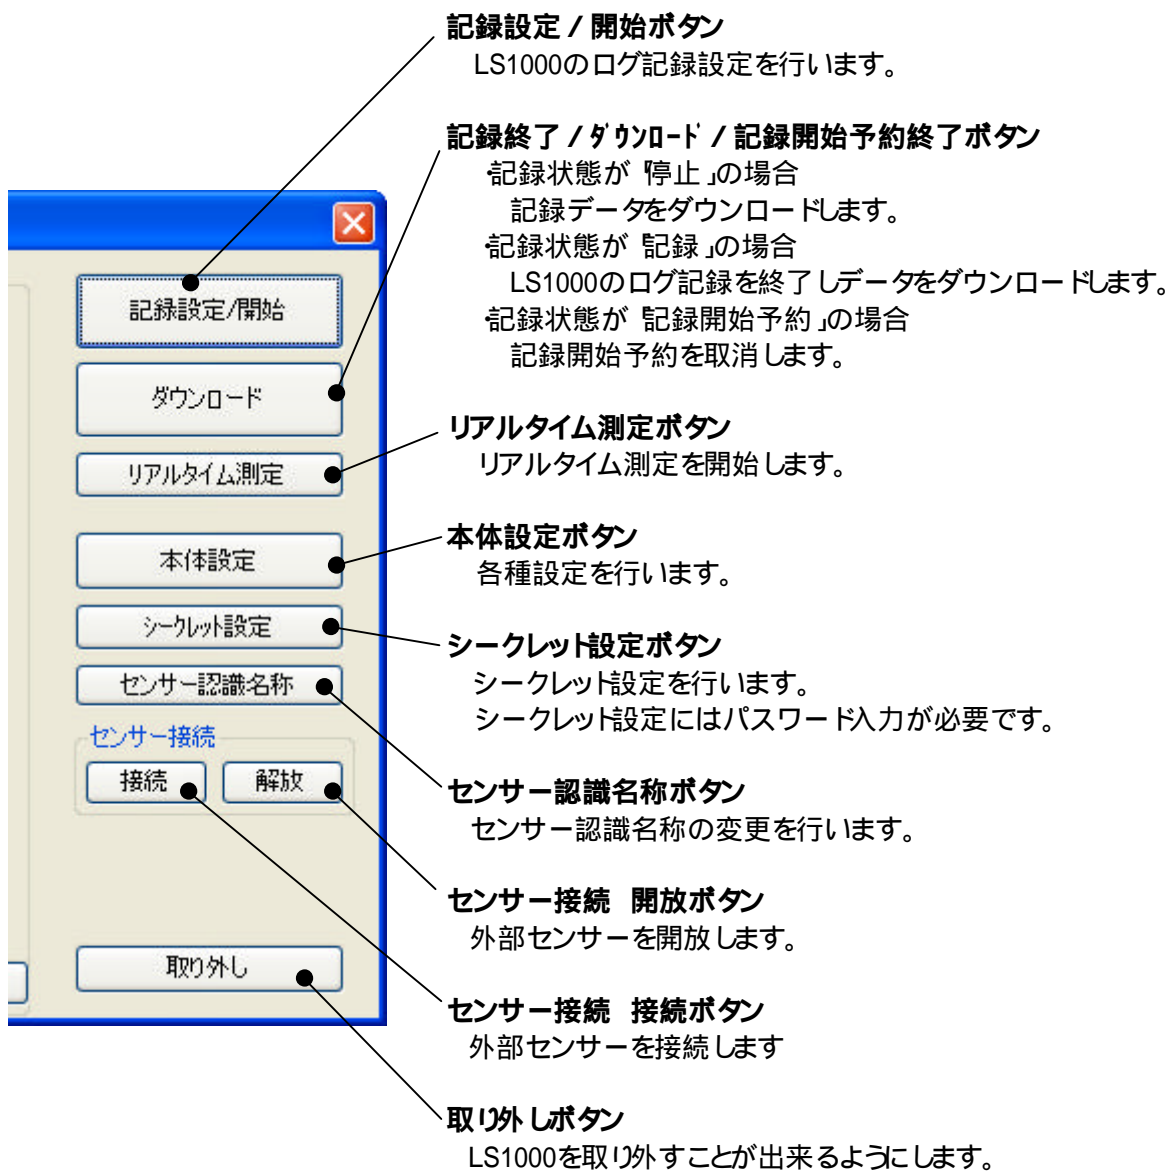 記録設定 / 開始ボタン
LS1000のログ記録設定を行います。
記録終了 / ﾀﾞｳﾝﾛｰﾄﾞ / 記録開始予約終了ボタン
・記録状態が「停止」の場合
記録データをダウンロードします。
・記録状態が「記録」の場合
LS1000のログ記録を終了しデータをダウンロードします。
・記録状態が「記録開始予約」の場合
記録開始予約を取消します。
リアルタイム測定ボタン
リアルタイム測定を開始します。
本体設定ボタン
各種設定を行います。
シークレット設定ボタン
シークレット設定を行います。
シークレット設定にはパスワード入力が必要です。
センサー認識名称ボタン
センサー認識名称の変更を行います。
センサー接続 開放ボタン
外部センサーを開放します。
センサー接続 接続ボタン
外部センサーを接続します
取り外しボタン
LS1000を取り外すことが出来るようにします。
記録設定/開始
ダウンロード
リアルタイム測定
本体設定
シークレット設定
センサー認識名称
センサー接続
接続
解放
取り外し